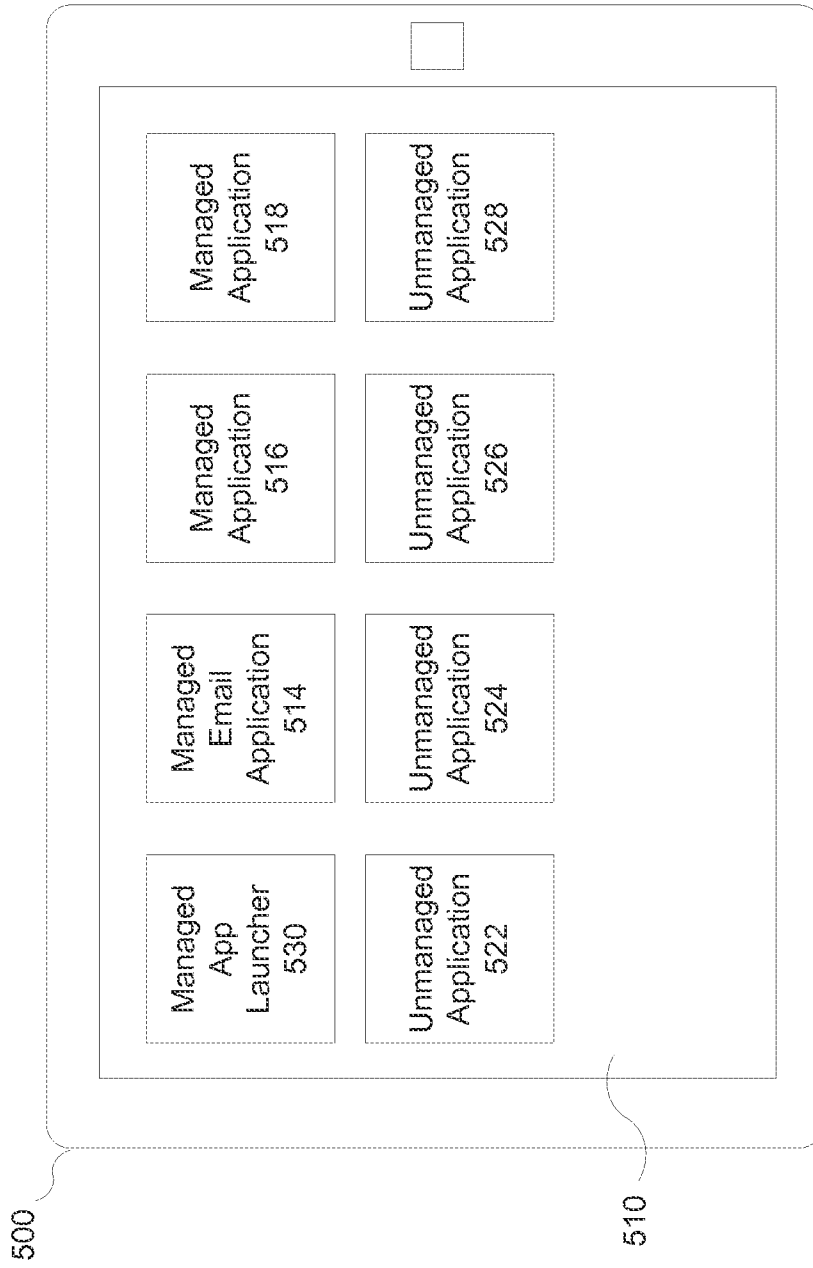 500
510
Managed
App
Launcher
530
Managed
Email
Application
514
Managed
Application
516
Managed
Application
518
Unmanaged
Application
522
Unmanaged
Application
524
Unmanaged
Application
526
Unmanaged
Application
528